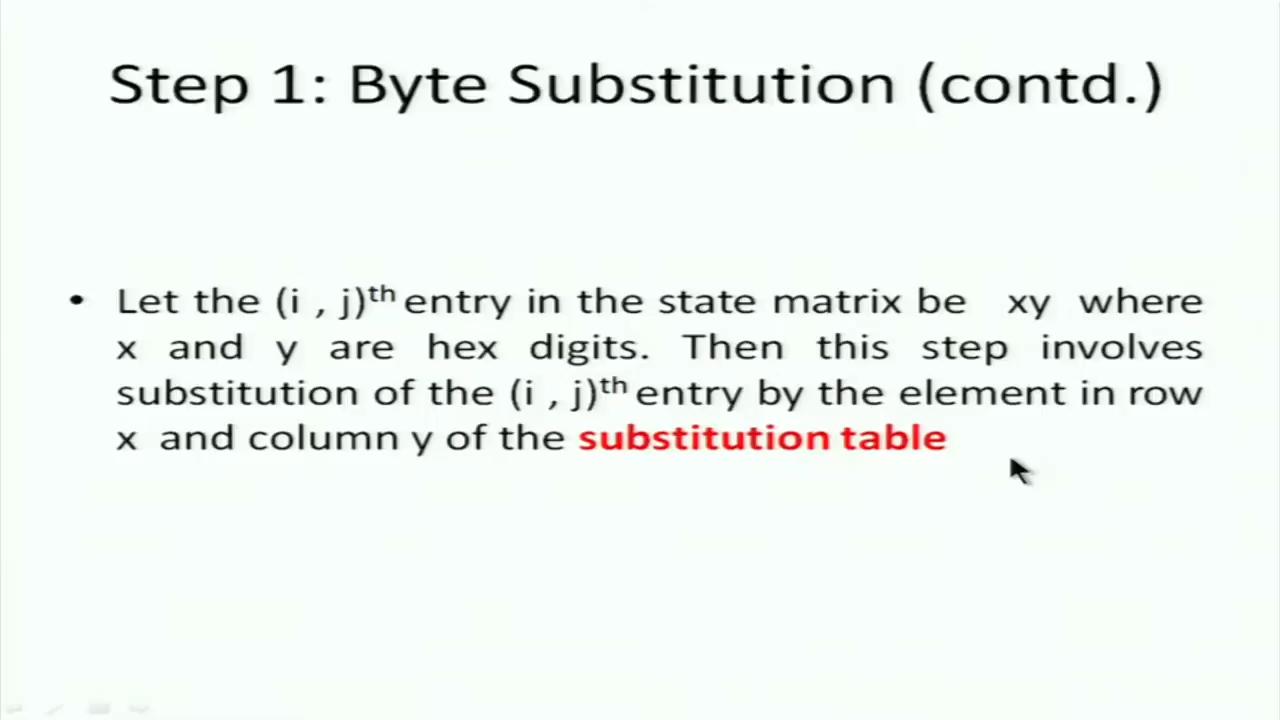 Step 1: Byte Substitution (contd.)
• Let the (i , j)th entry in the state matrix be xy where
x and y are hex digits. Then this step involves
substitution of the (i , j)th entry by the element in row
x and column y of the substitution table